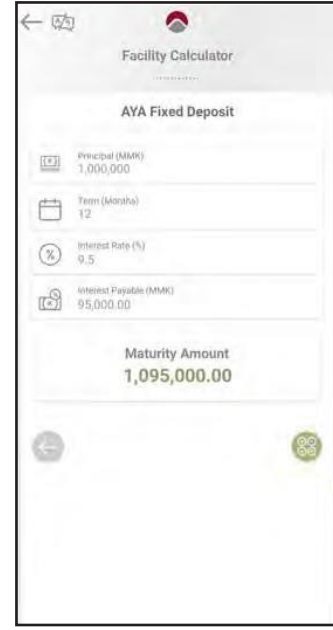 Facility Calculator
AYA Fixed Deposit
Principal (MMK)
1,000,000
Term (Months)
12
Interest Rate (%)
9.5
Interest Payable (MMK)
95,000.00
Maturity Amount
1,095,000.00